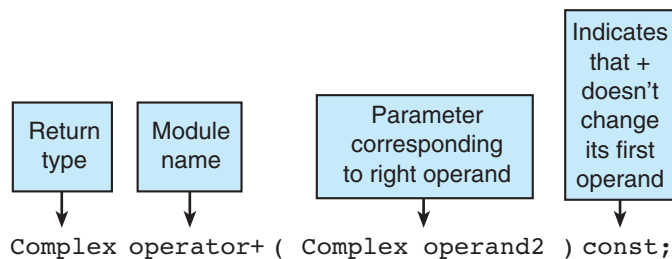 Return
type
Module
name
Parameter
corresponding
to right operand
Indicates
that +
doesn't
change
its first
operand
Complex operator+ ( Complex operand2 ) const;